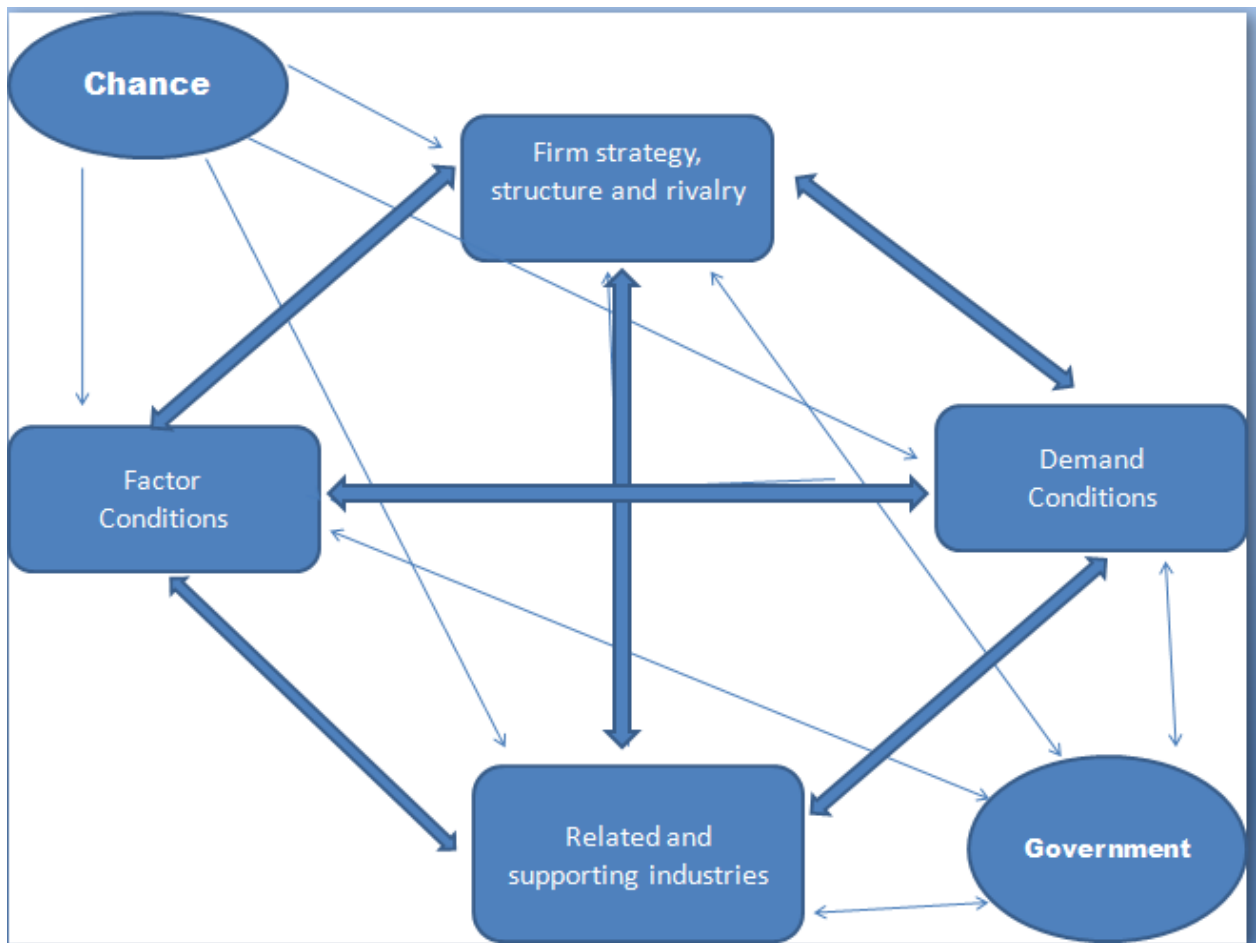 Chance
Firm strategy,
structure and rivalry
Factor
Conditions
Demand
Conditions
Related and
supporting industries
Government